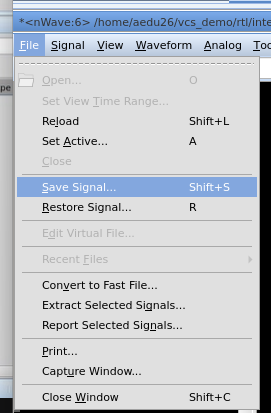 *<nWave:6> /home/aedu26/vcs_demo/rtl/inte
File Signal View Waveform Analog Too
Open... O
Set View Time Range...
Reload Shift+L
Set Active... A
Close
Save Signal... Shift+S
Restore Signal... R
Edit Virtual File...
Recent Files
Convert to Fast File...
Extract Selected Signals...
Report Selected Signals...
Print...
Capture Window...
Close Window Shift+C
pe